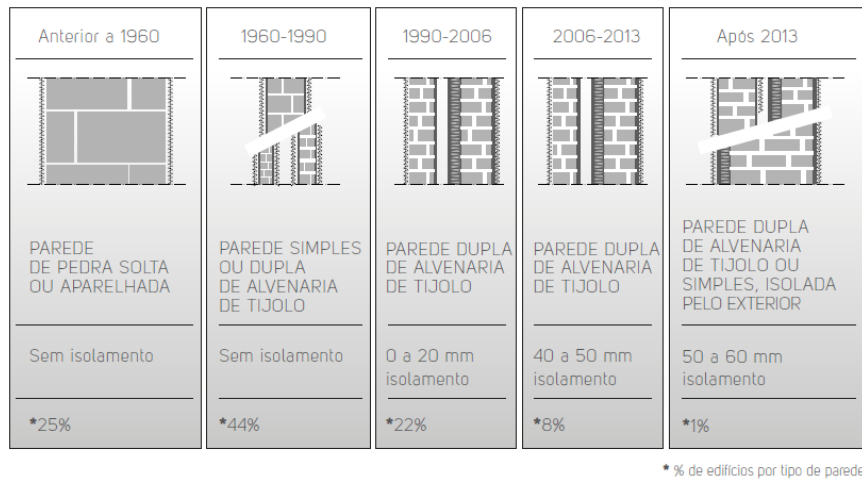 Anterior a 1960
PAREDE
DE PEDRA SOLTA
OU APARELHADA
Sem isolamento
*25%
1960-1990
PAREDE SIMPLES
OU DUPLA
DE ALVENARIA
DE TIJOLO
Sem isolamento
*44%
1990-2006
PAREDE DUPLA
DE ALVENARIA
DE TIJOLO
0 a 20 mm
isolamento
*22%
2006-2013
PAREDE DUPLA
DE ALVENARIA
DE TIJOLO
40 a 50 mm
isolamento
*8%
Após 2013
PAREDE DUPLA
DE ALVENARIA
DE TIJOLO OU
SIMPLES, ISOLADA
PELO EXTERIOR
50 a 60 mm
isolamento
*1%
* % de edifícios por tipo de parede